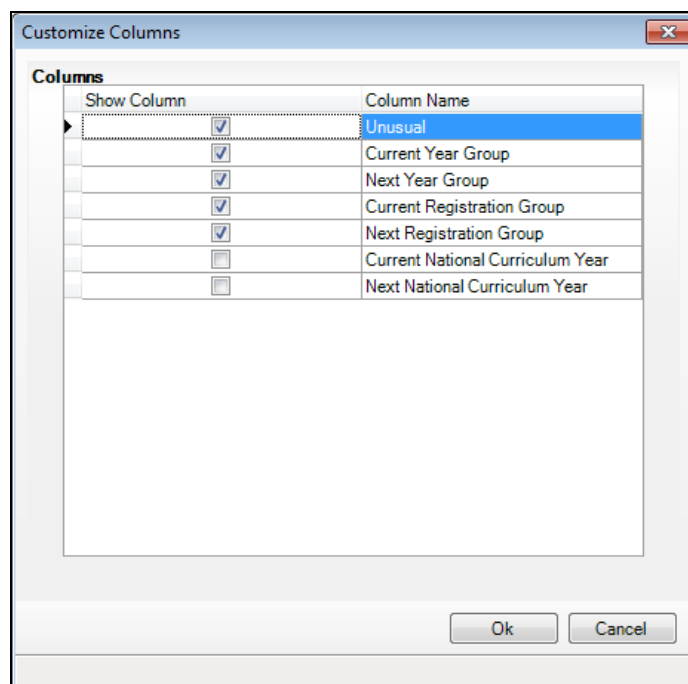 Customize Columns
Columns
Show Column Column Name
Unusual
Current Year Group
Next Year Group
Current Registration Group
Next Registration Group
Current National Curriculum Year
Next National Curriculum Year
Ok Cancel